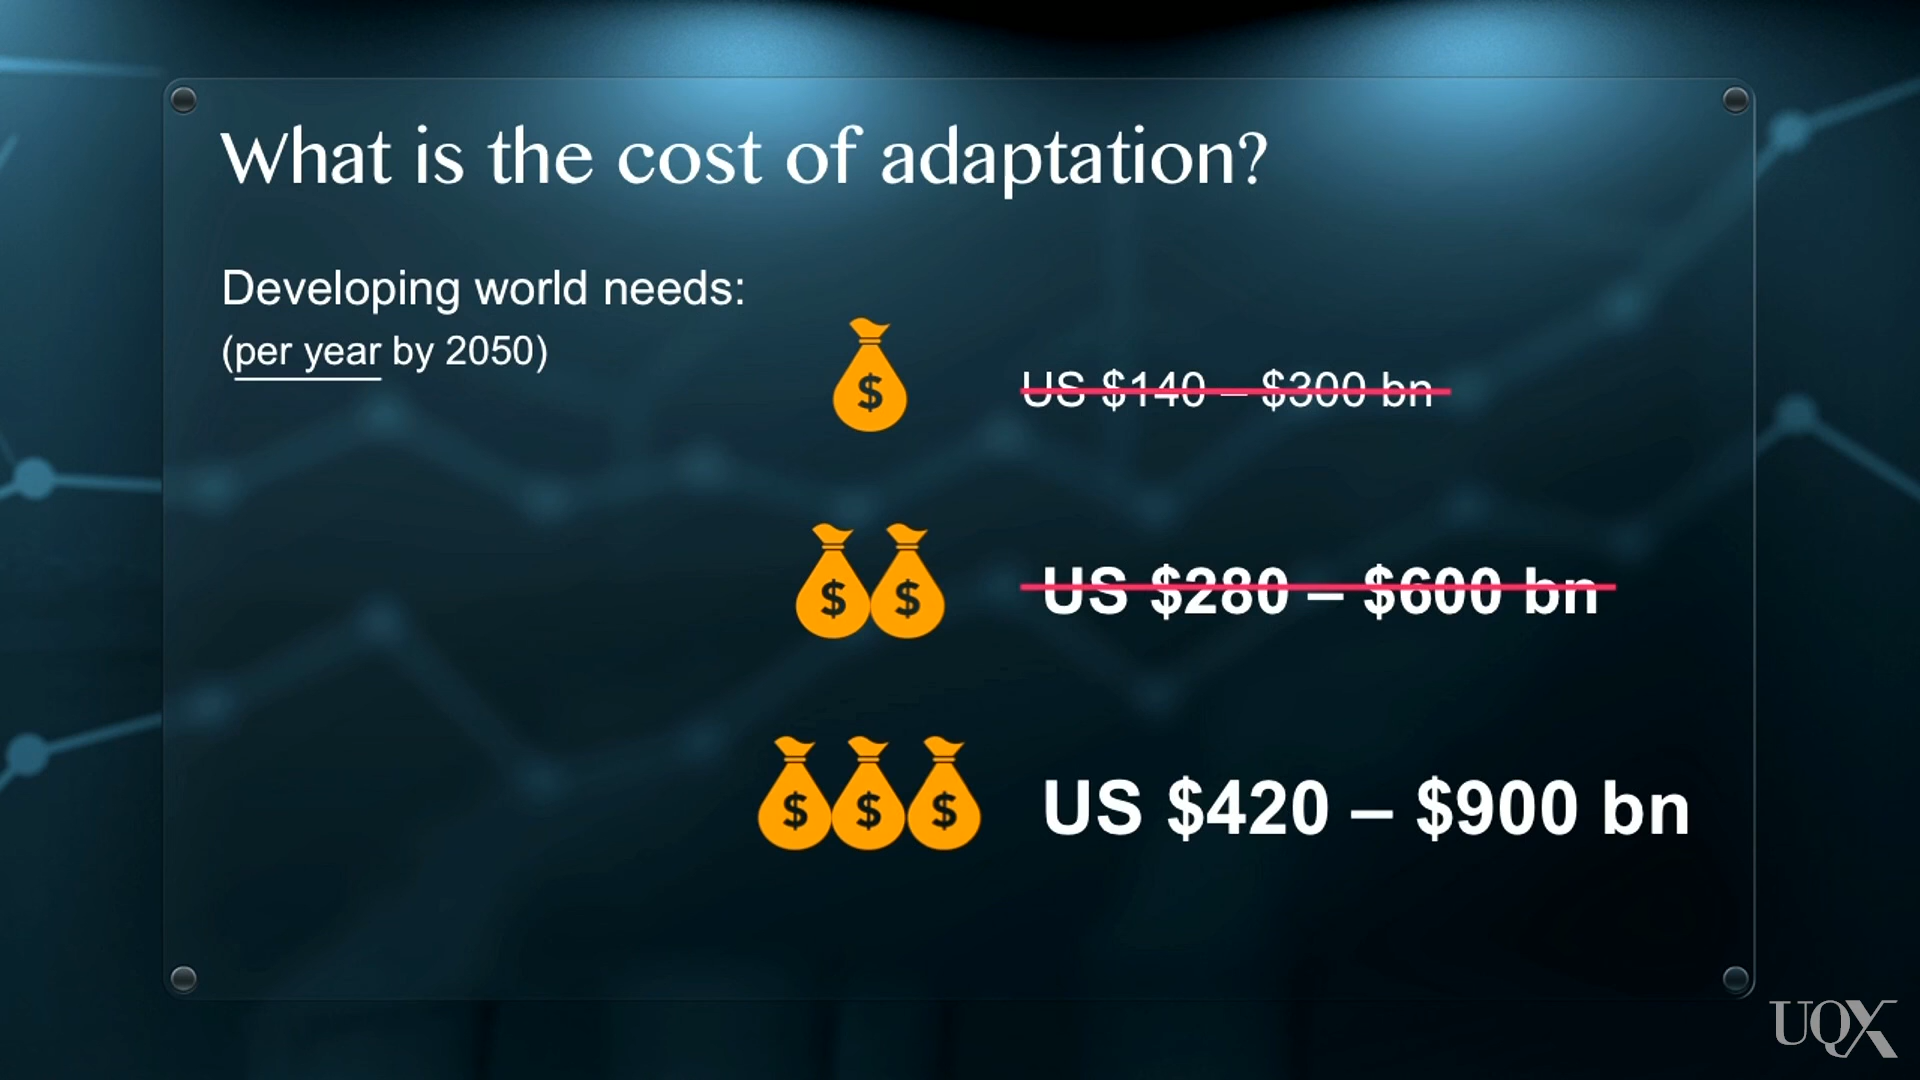 What is the cost of adaptation?
Developing world needs:
(per year by 2050)
$
US $140 – $300 bn
$ $
US $280 – $600 bn
$ $ $
US $420 – $900 bn
UQX